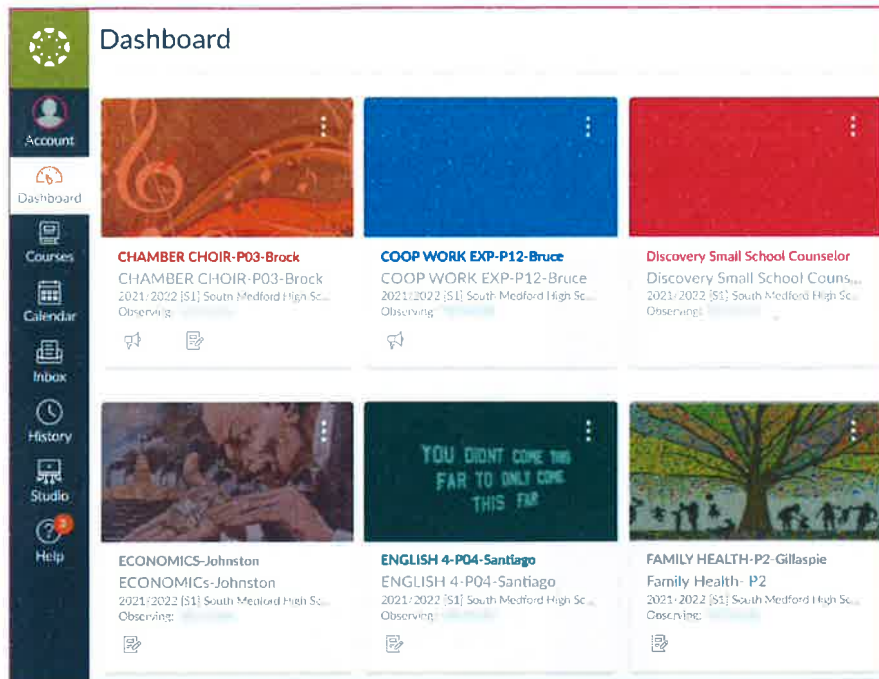 Dashboard
Account
Dashboard
Courses
Calendar
Inbox
History
Studio
3
Help
CHAMBER CHOIR-P03-Brock
CHAMBER CHOIR-P03-Brock
2021-2022 [S1] South Medford High Sc...
Observing:
COOP WORK EXP-P12-Bruce
COOP WORK EXP-P12-Bruce
2021-2022 [S1] South Medford High Sc...
Observing:
Discovery Small School Counselor
Discovery Small School Couns...
2021-2022 [S1] South Medford High Sc...
Observing:
ECONOMICS-Johnston
ECONOMICs-Johnston
2021-2022 [S1] South Medford High Sc...
Observing:
YOU DIDNT COME THIS
FAR TO ONLY COME
THIS FAR
ENGLISH 4-P04-Santiago
ENGLISH 4-P04-Santiago
2021-2022 [S1] South Medford High Sc...
Observing:
FAMILY HEALTH-P2-Gillaspie
Family Health- P2
2021-2022 [S1] South Medford High Sc...
Observing: